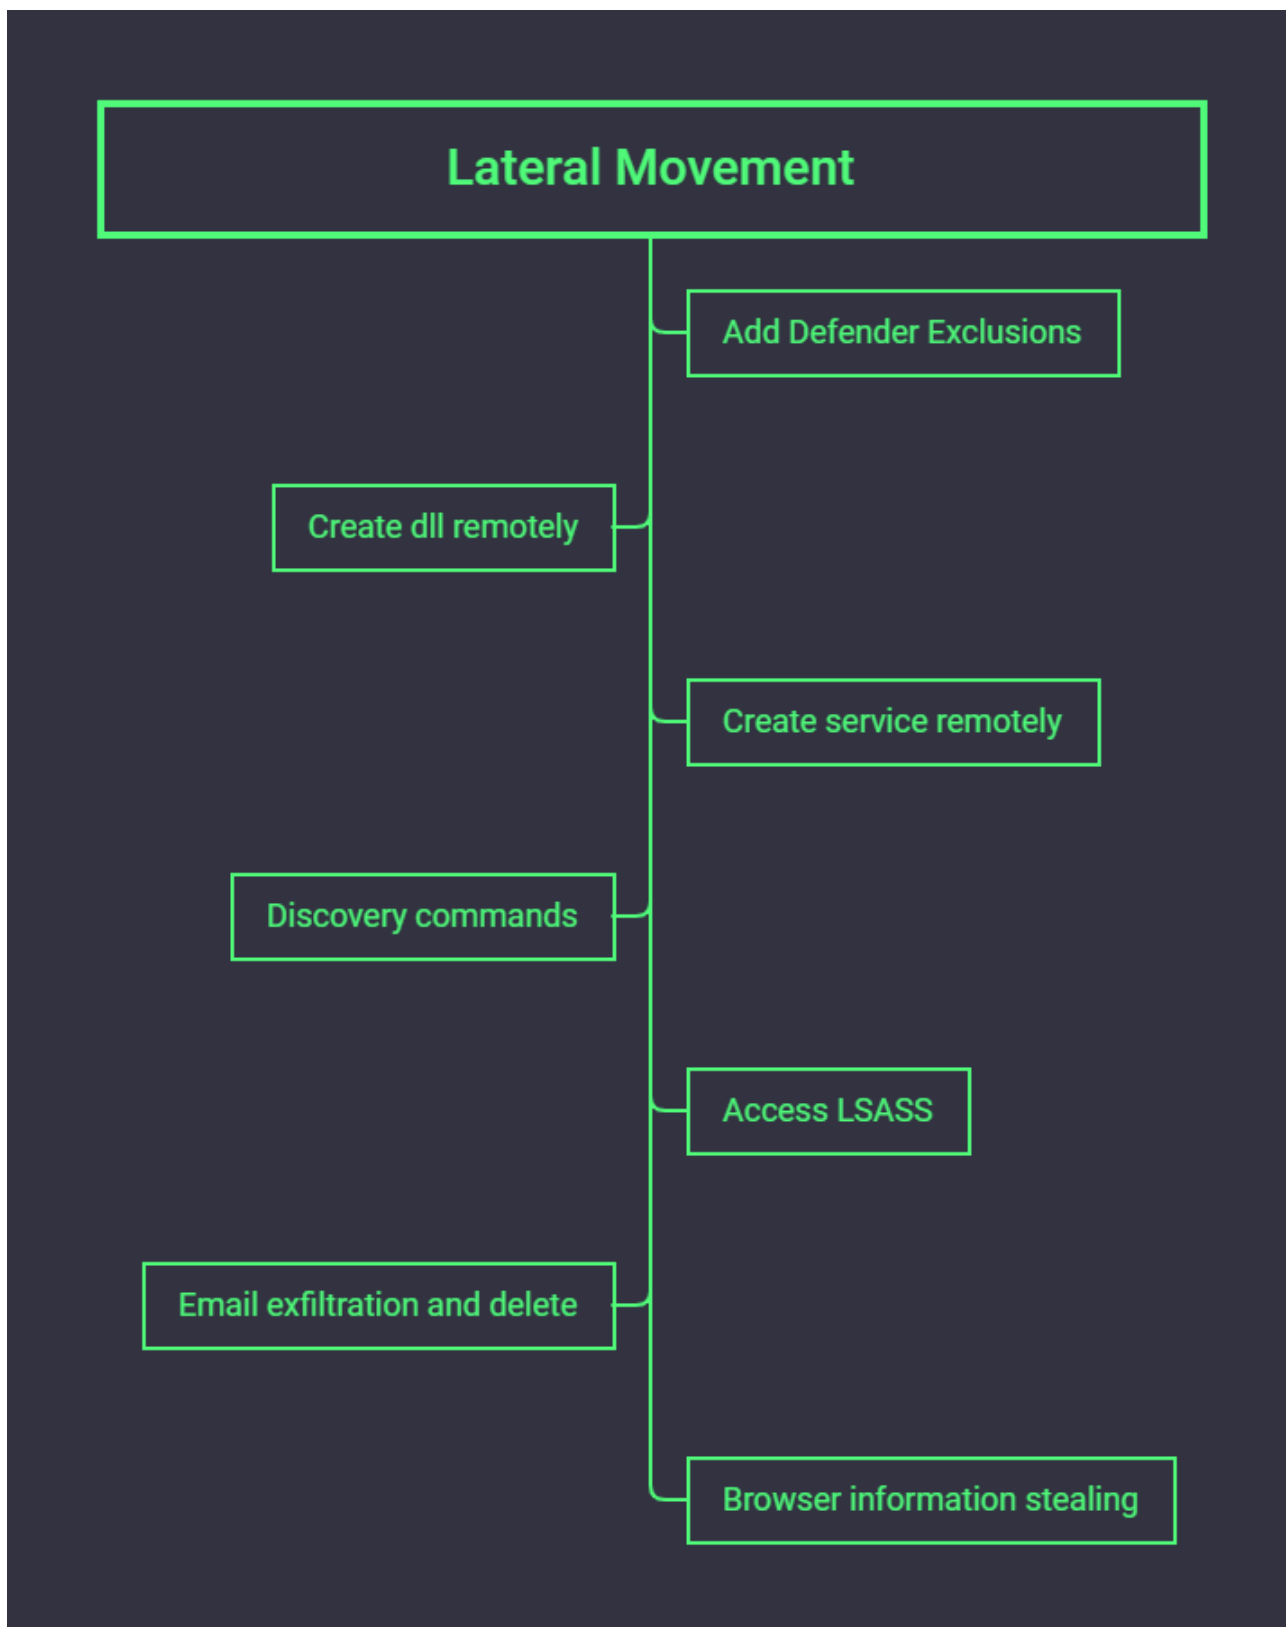 Lateral Movement
Add Defender Exclusions
Create dll remotely
Create service remotely
Discovery commands
Access LSASS
Email exfiltration and delete
Browser information stealing